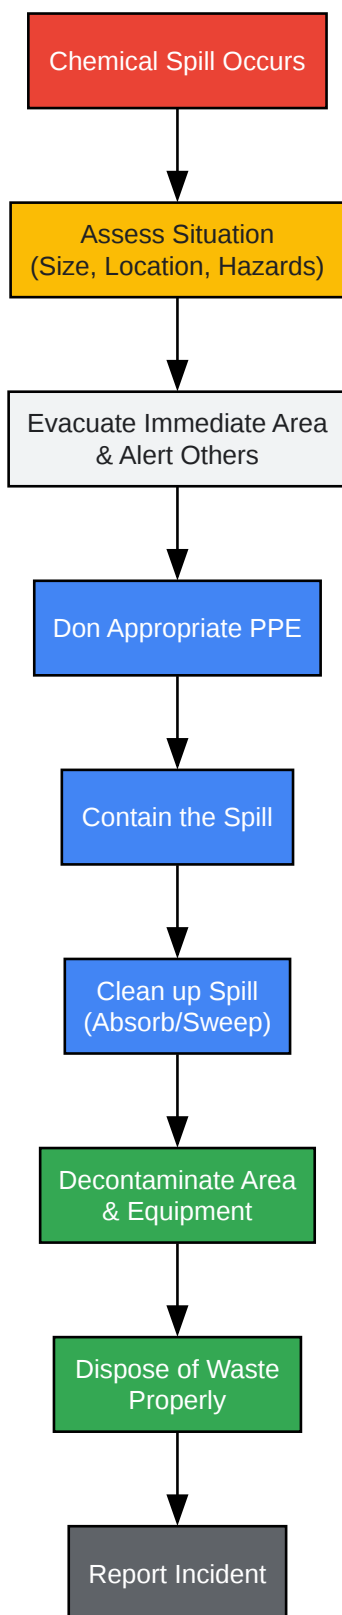 Chemical Spill Occurs
Assess Situation
(Size, Location, Hazards)
Evacuate Immediate Area
& Alert Others
Don Appropriate PPE
Contain the Spill
Clean up Spill
(Absorb/Sweep)
Decontaminate Area
& Equipment
Dispose of Waste
Properly
Report Incident